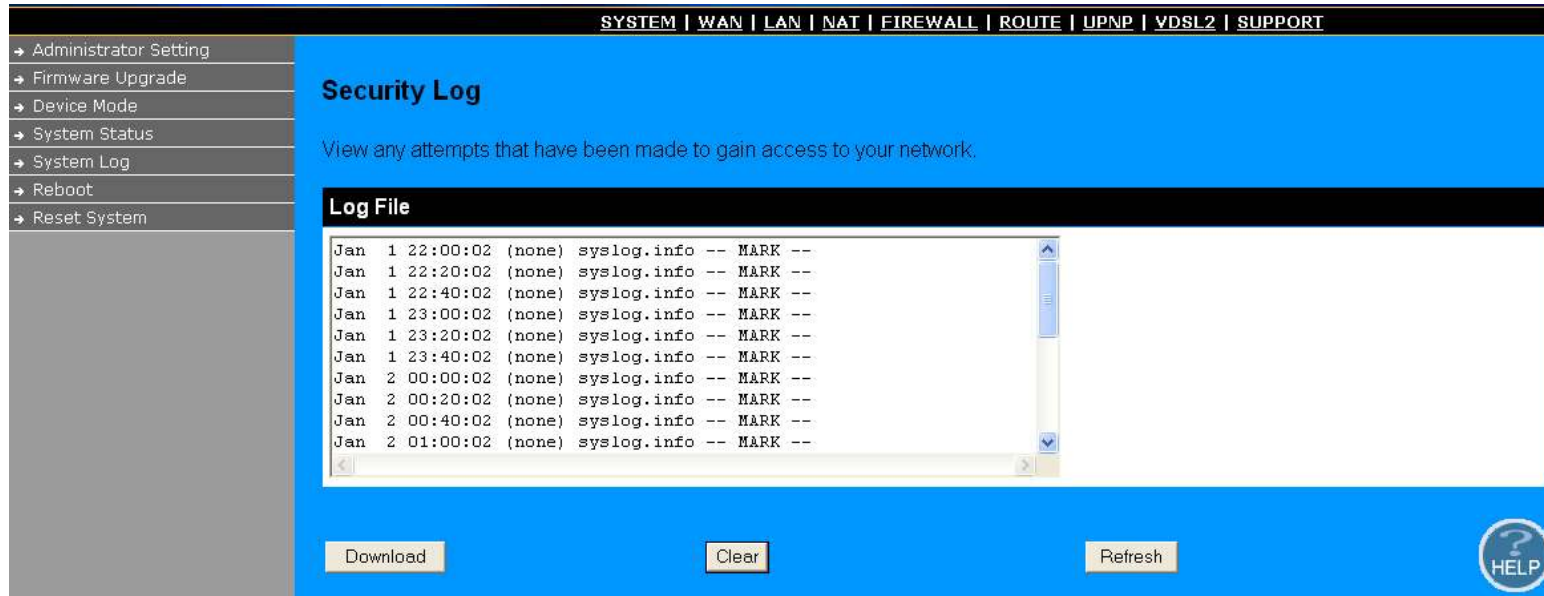 SYSTEM | WAN | LAN | NAT | FIREWALL | ROUTE | UPNP | VDSL2 | SUPPORT
Administrator Setting
Firmware Upgrade
Device Mode
System Status
System Log
Reboot
Reset System
Security Log
View any attempts that have been made to gain access to your network.
Log File
Jan  1 22:00:02 (none) syslog.info -- MARK --
Jan  1 22:20:02 (none) syslog.info -- MARK --
Jan  1 22:40:02 (none) syslog.info -- MARK --
Jan  1 23:00:02 (none) syslog.info -- MARK --
Jan  1 23:20:02 (none) syslog.info -- MARK --
Jan  1 23:40:02 (none) syslog.info -- MARK --
Jan  2 00:00:02 (none) syslog.info -- MARK --
Jan  2 00:20:02 (none) syslog.info -- MARK --
Jan  2 00:40:02 (none) syslog.info -- MARK --
Jan  2 01:00:02 (none) syslog.info -- MARK --
Download
Clear
Refresh
?
HELP